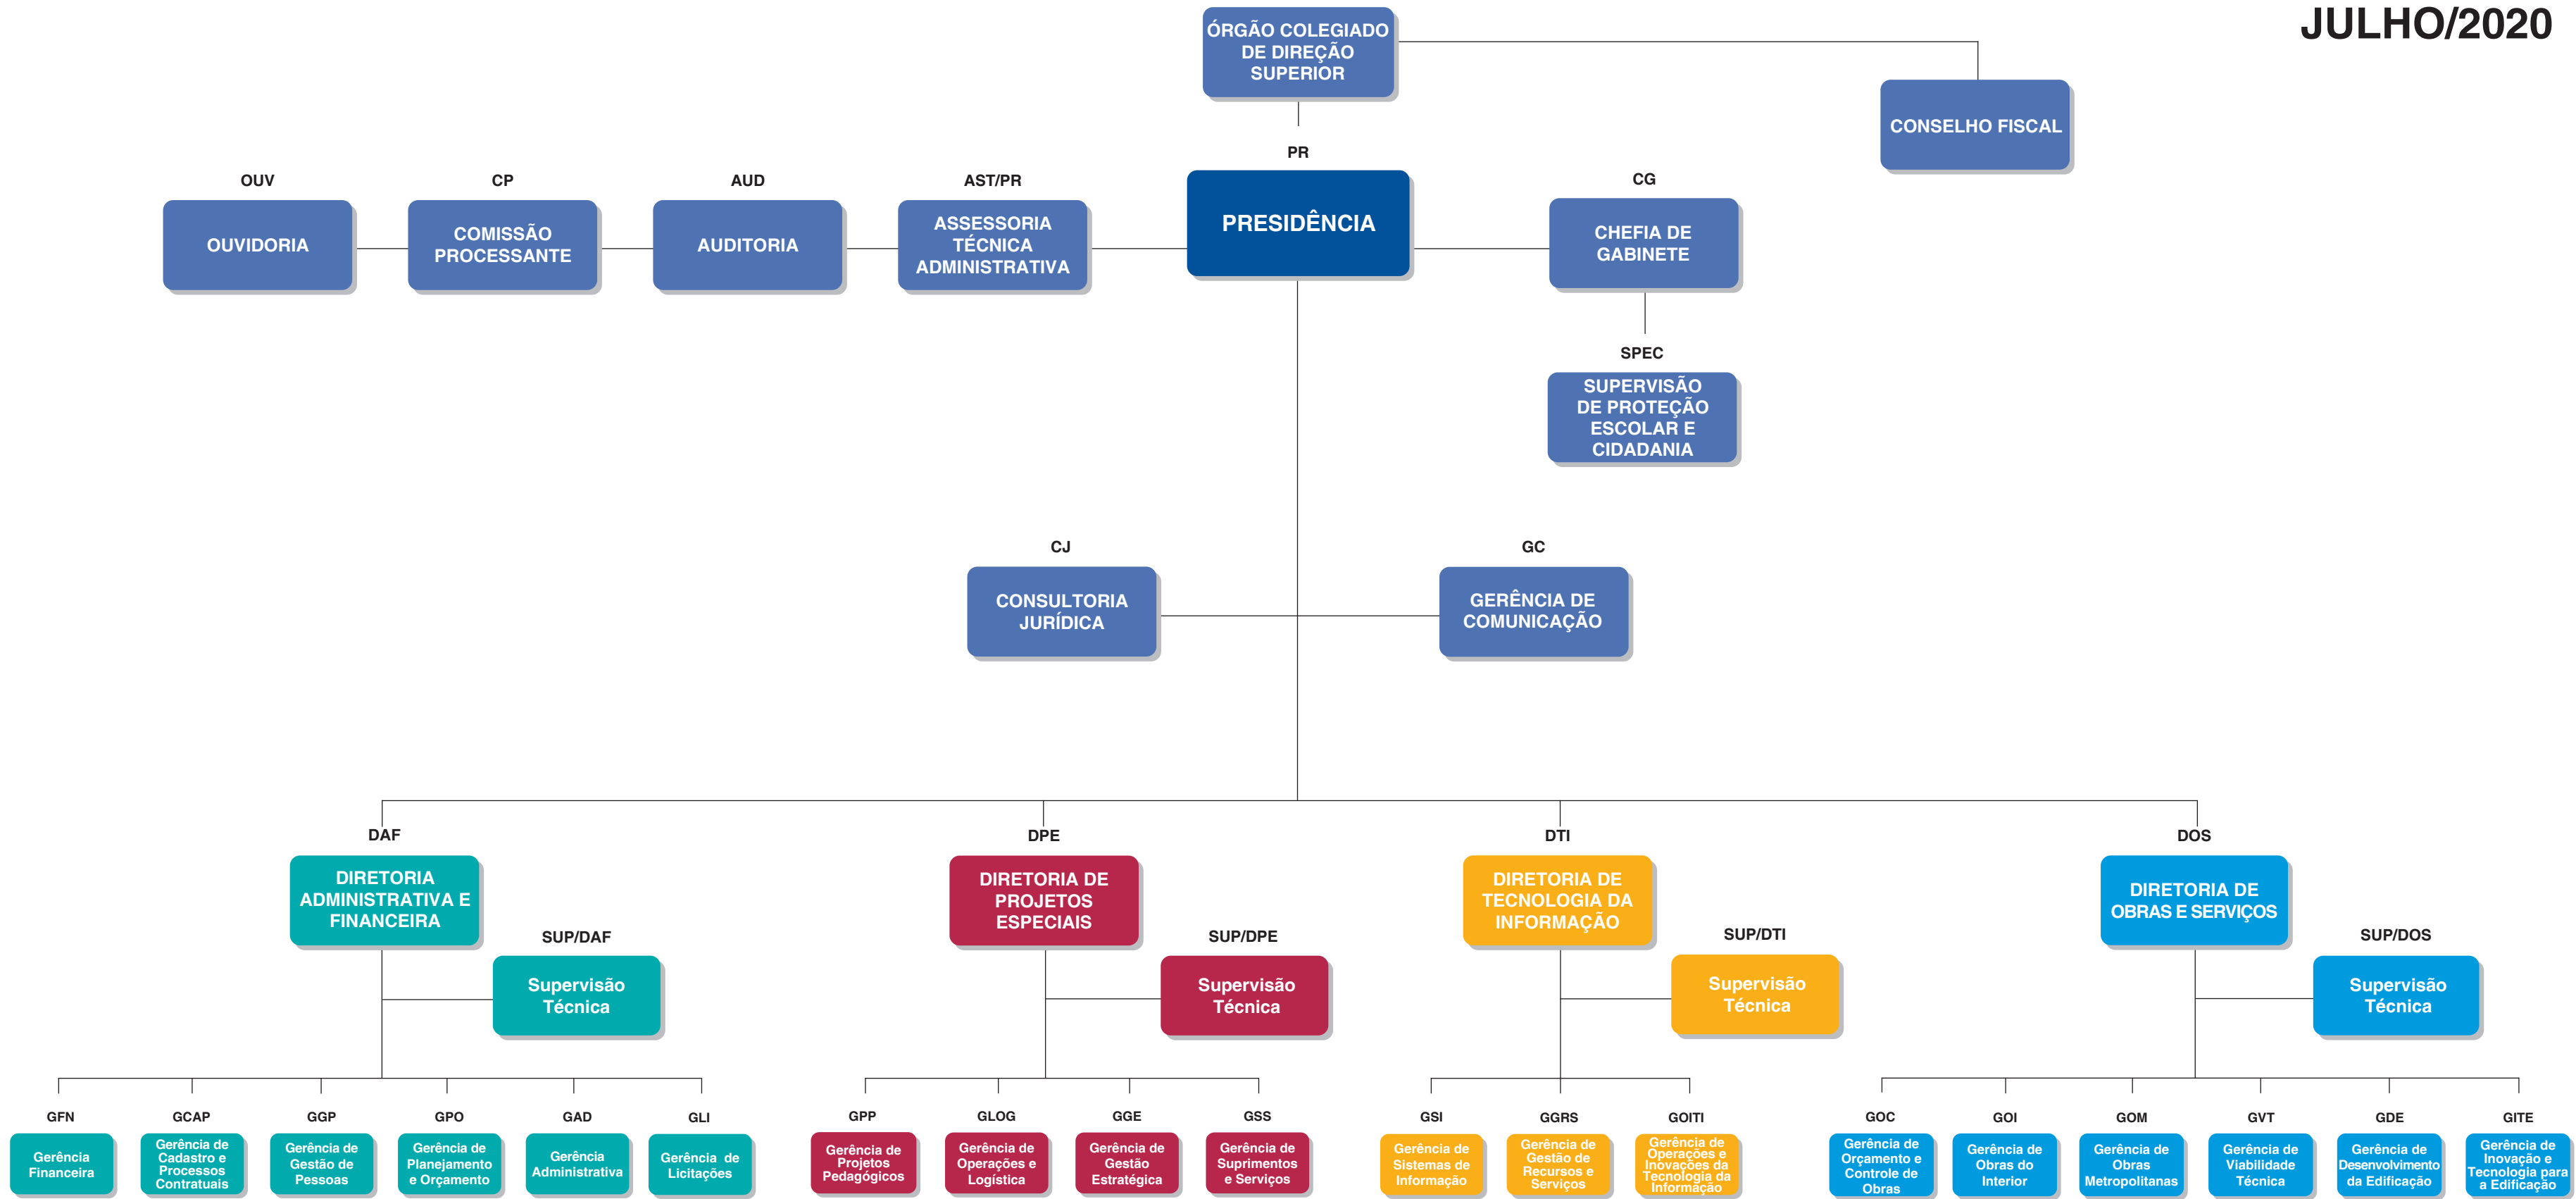 JULHO/2020
ÓRGÃO COLEGIADO
DE DIREÇÃO
SUPERIOR
CONSELHO FISCAL
PR
PRESIDÊNCIA
OUV
OUVIDORIA
CP
COMISSÃO
PROCESSANTE
AUD
AUDITORIA
AST/PR
ASSESSORIA
TÉCNICA
ADMINISTRATIVA
CG
CHEFIA DE
GABINETE
SPEC
SUPERVISÃO
DE PROTEÇÃO
ESCOLAR E
CIDADANIA
CJ
CONSULTORIA
JURÍDICA
GC
GERÊNCIA DE
COMUNICAÇÃO
DAF
DIRETORIA
ADMINISTRATIVA E
FINANCEIRA
SUP/DAF
Supervisão
Técnica
DPE
DIRETORIA DE
PROJETOS
ESPECIAIS
SUP/DPE
Supervisão
Técnica
DTI
DIRETORIA DE
TECNOLOGIA DA
INFORMAÇÃO
SUP/DTI
Supervisão
Técnica
DOS
DIRETORIA DE
OBRAS E SERVIÇOS
SUP/DOS
Supervisão
Técnica
GFN
Gerência
Financeira
GCAP
Gerência de
Cadastro e
Processos
Contratuais
GGP
Gerência de
Gestão de
Pessoas
GPO
Gerência de
Planejamento
e Orçamento
GAD
Gerência
Administrativa
GLI
Gerência de
Licitações
GPP
Gerência de
Projetos
Pedagógicos
GLOG
Gerência de
Operações e
Logística
GGE
Gerência de
Gestão
Estratégica
GSS
Gerência de
Suprimentos
e Serviços
GSI
Gerência de
Sistemas de
Informação
GGRS
Gerência de
Gestão de
Recursos e
Serviços
GOITI
Gerência de
Operações e
Inovações da
Tecnologia da
Informação
GOC
Gerência de
Orçamento e
Controle de
Obras
GOI
Gerência de
Obras do
Interior
GOM
Gerência de
Obras
Metropolitanas
GVT
Gerência de
Viabilidade
Técnica
GDE
Gerência de
Desenvolvimento
da Edificação
GITE
Gerência de
Inovação e
Tecnologia para
a Edificação